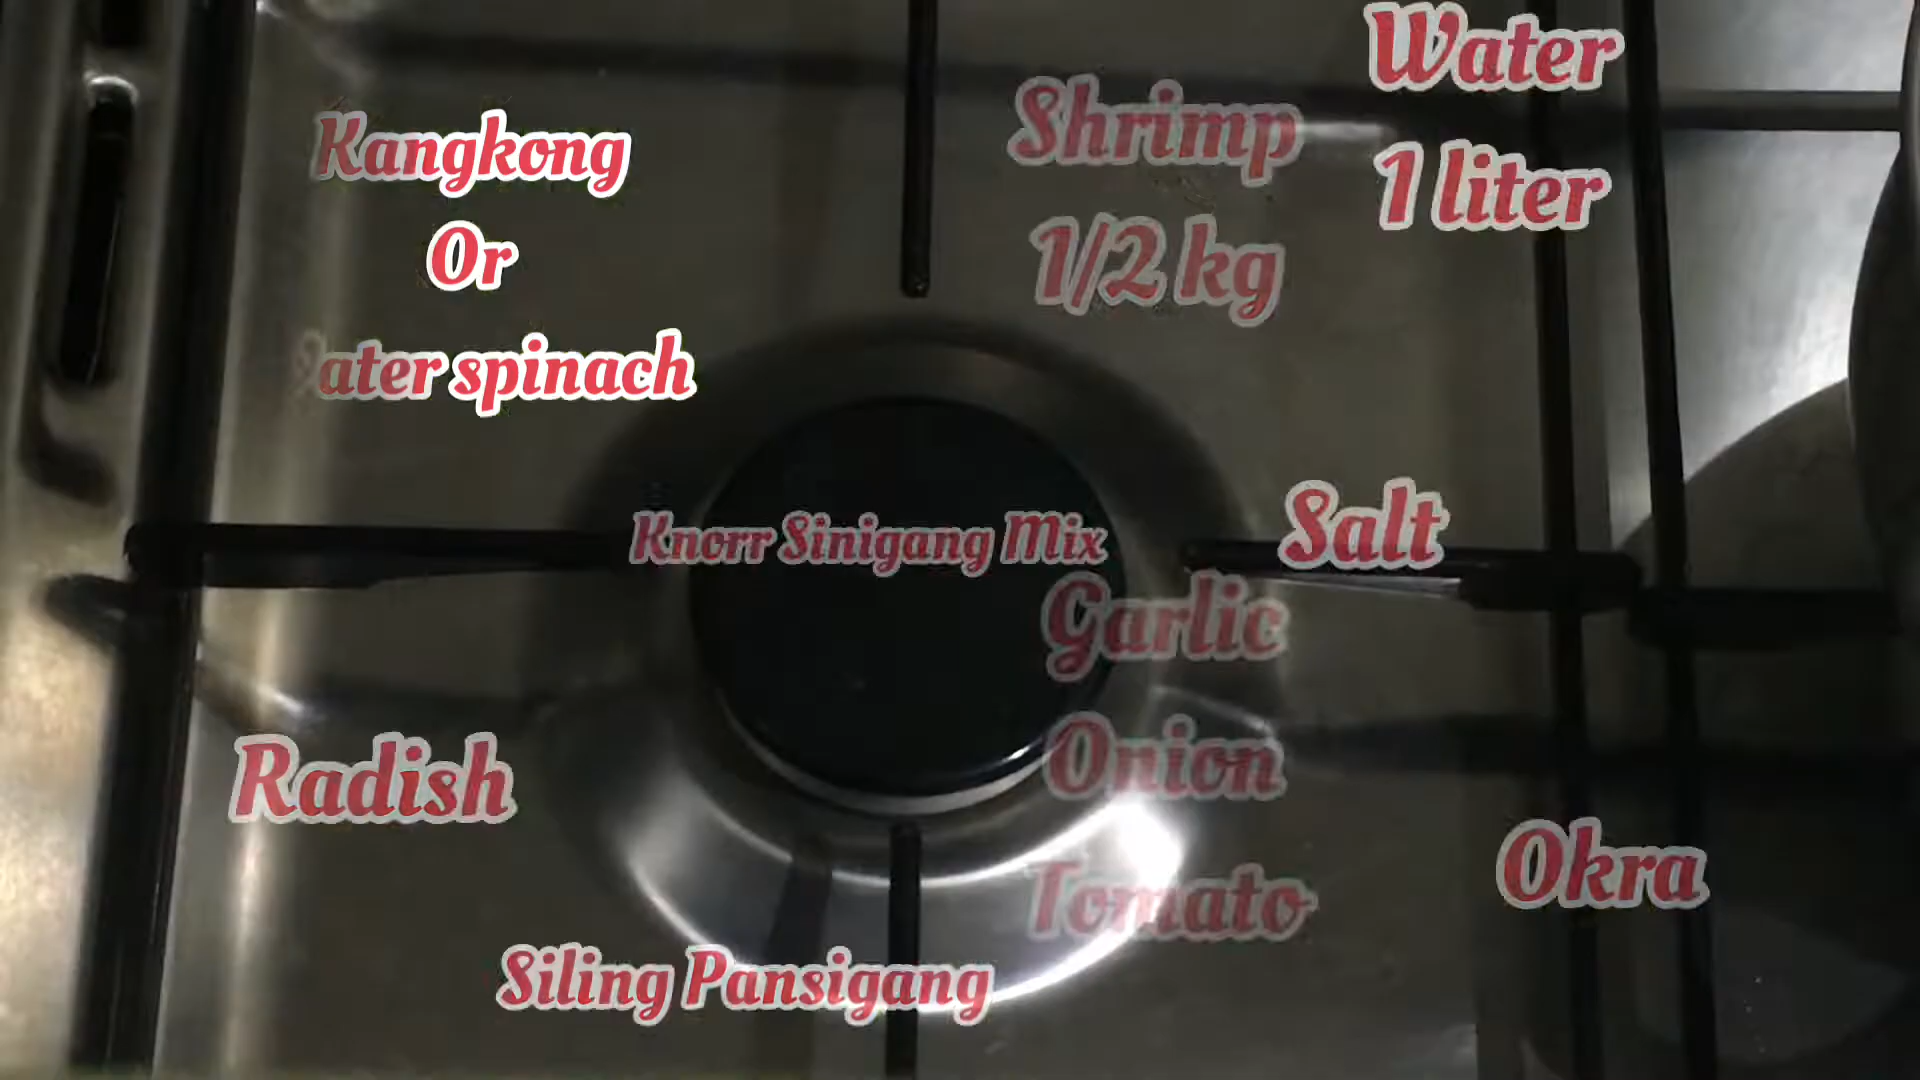 Kangkong
Or
ater spinach
Water
1 liter
Shrimp
1/2 kg
Knorr Sinigang Mix
Salt
Garlic
Onion
Tomato
Radish
Okra
Siling Pansigang